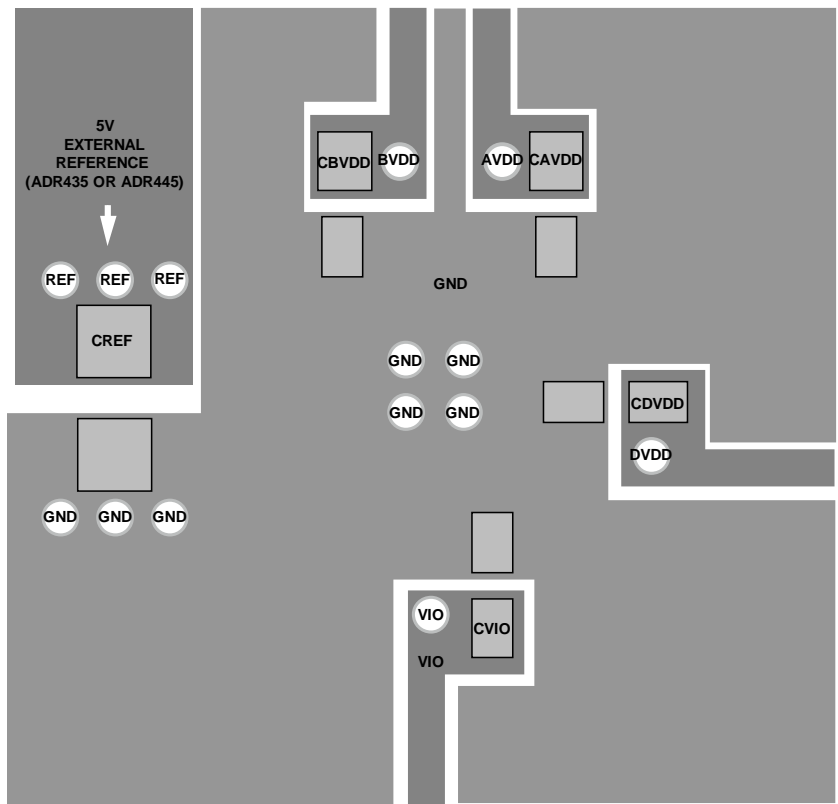 5V
EXTERNAL
REFERENCE
(ADR435 OR ADR445)
CBVDD BVDD AVDD CAVDD
REF REF REF
GND
CREF
GND GND
GND GND
CDVDD
DVDD
GND GND GND
VIO
CVIO
VIO